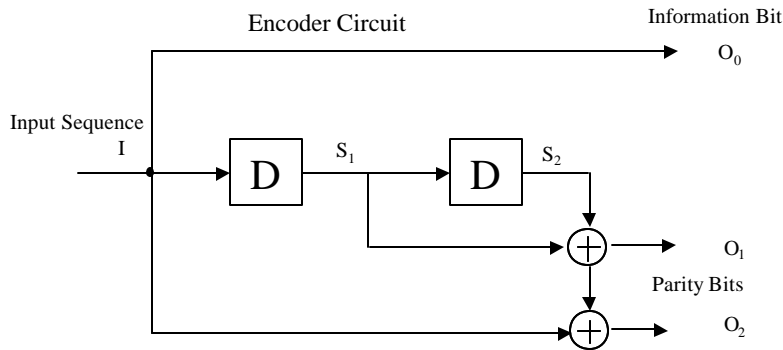 Encoder Circuit
Information Bit
O₀
Input Sequence
I
D
S₁
D
S₂
O₁
Parity Bits
O₂